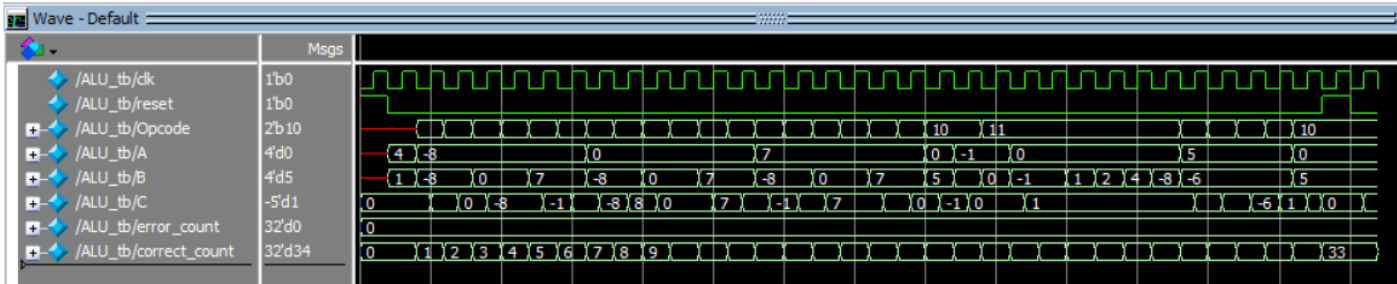 Wave - Default
Msgs
/ALU_tb/clk 1'b0
/ALU_tb/reset 1'b0
/ALU_tb/Opcode 2'b10 10 11 10
/ALU_tb/A 4'd0 4 -8 0 7 0 -1 0 5 0
/ALU_tb/B 4'd5 1 -8 0 7 -8 0 7 -8 0 7 5 0 -1 1 2 4 -8 -6 5
/ALU_tb/C -5'd1 0 0 -8 -1 -8 8 0 7 -1 7 0 -1 0 1 -6 1 0
/ALU_tb/error_count 32'd0 0
/ALU_tb/correct_count 32'd34 0 1 2 3 4 5 6 7 8 9 33